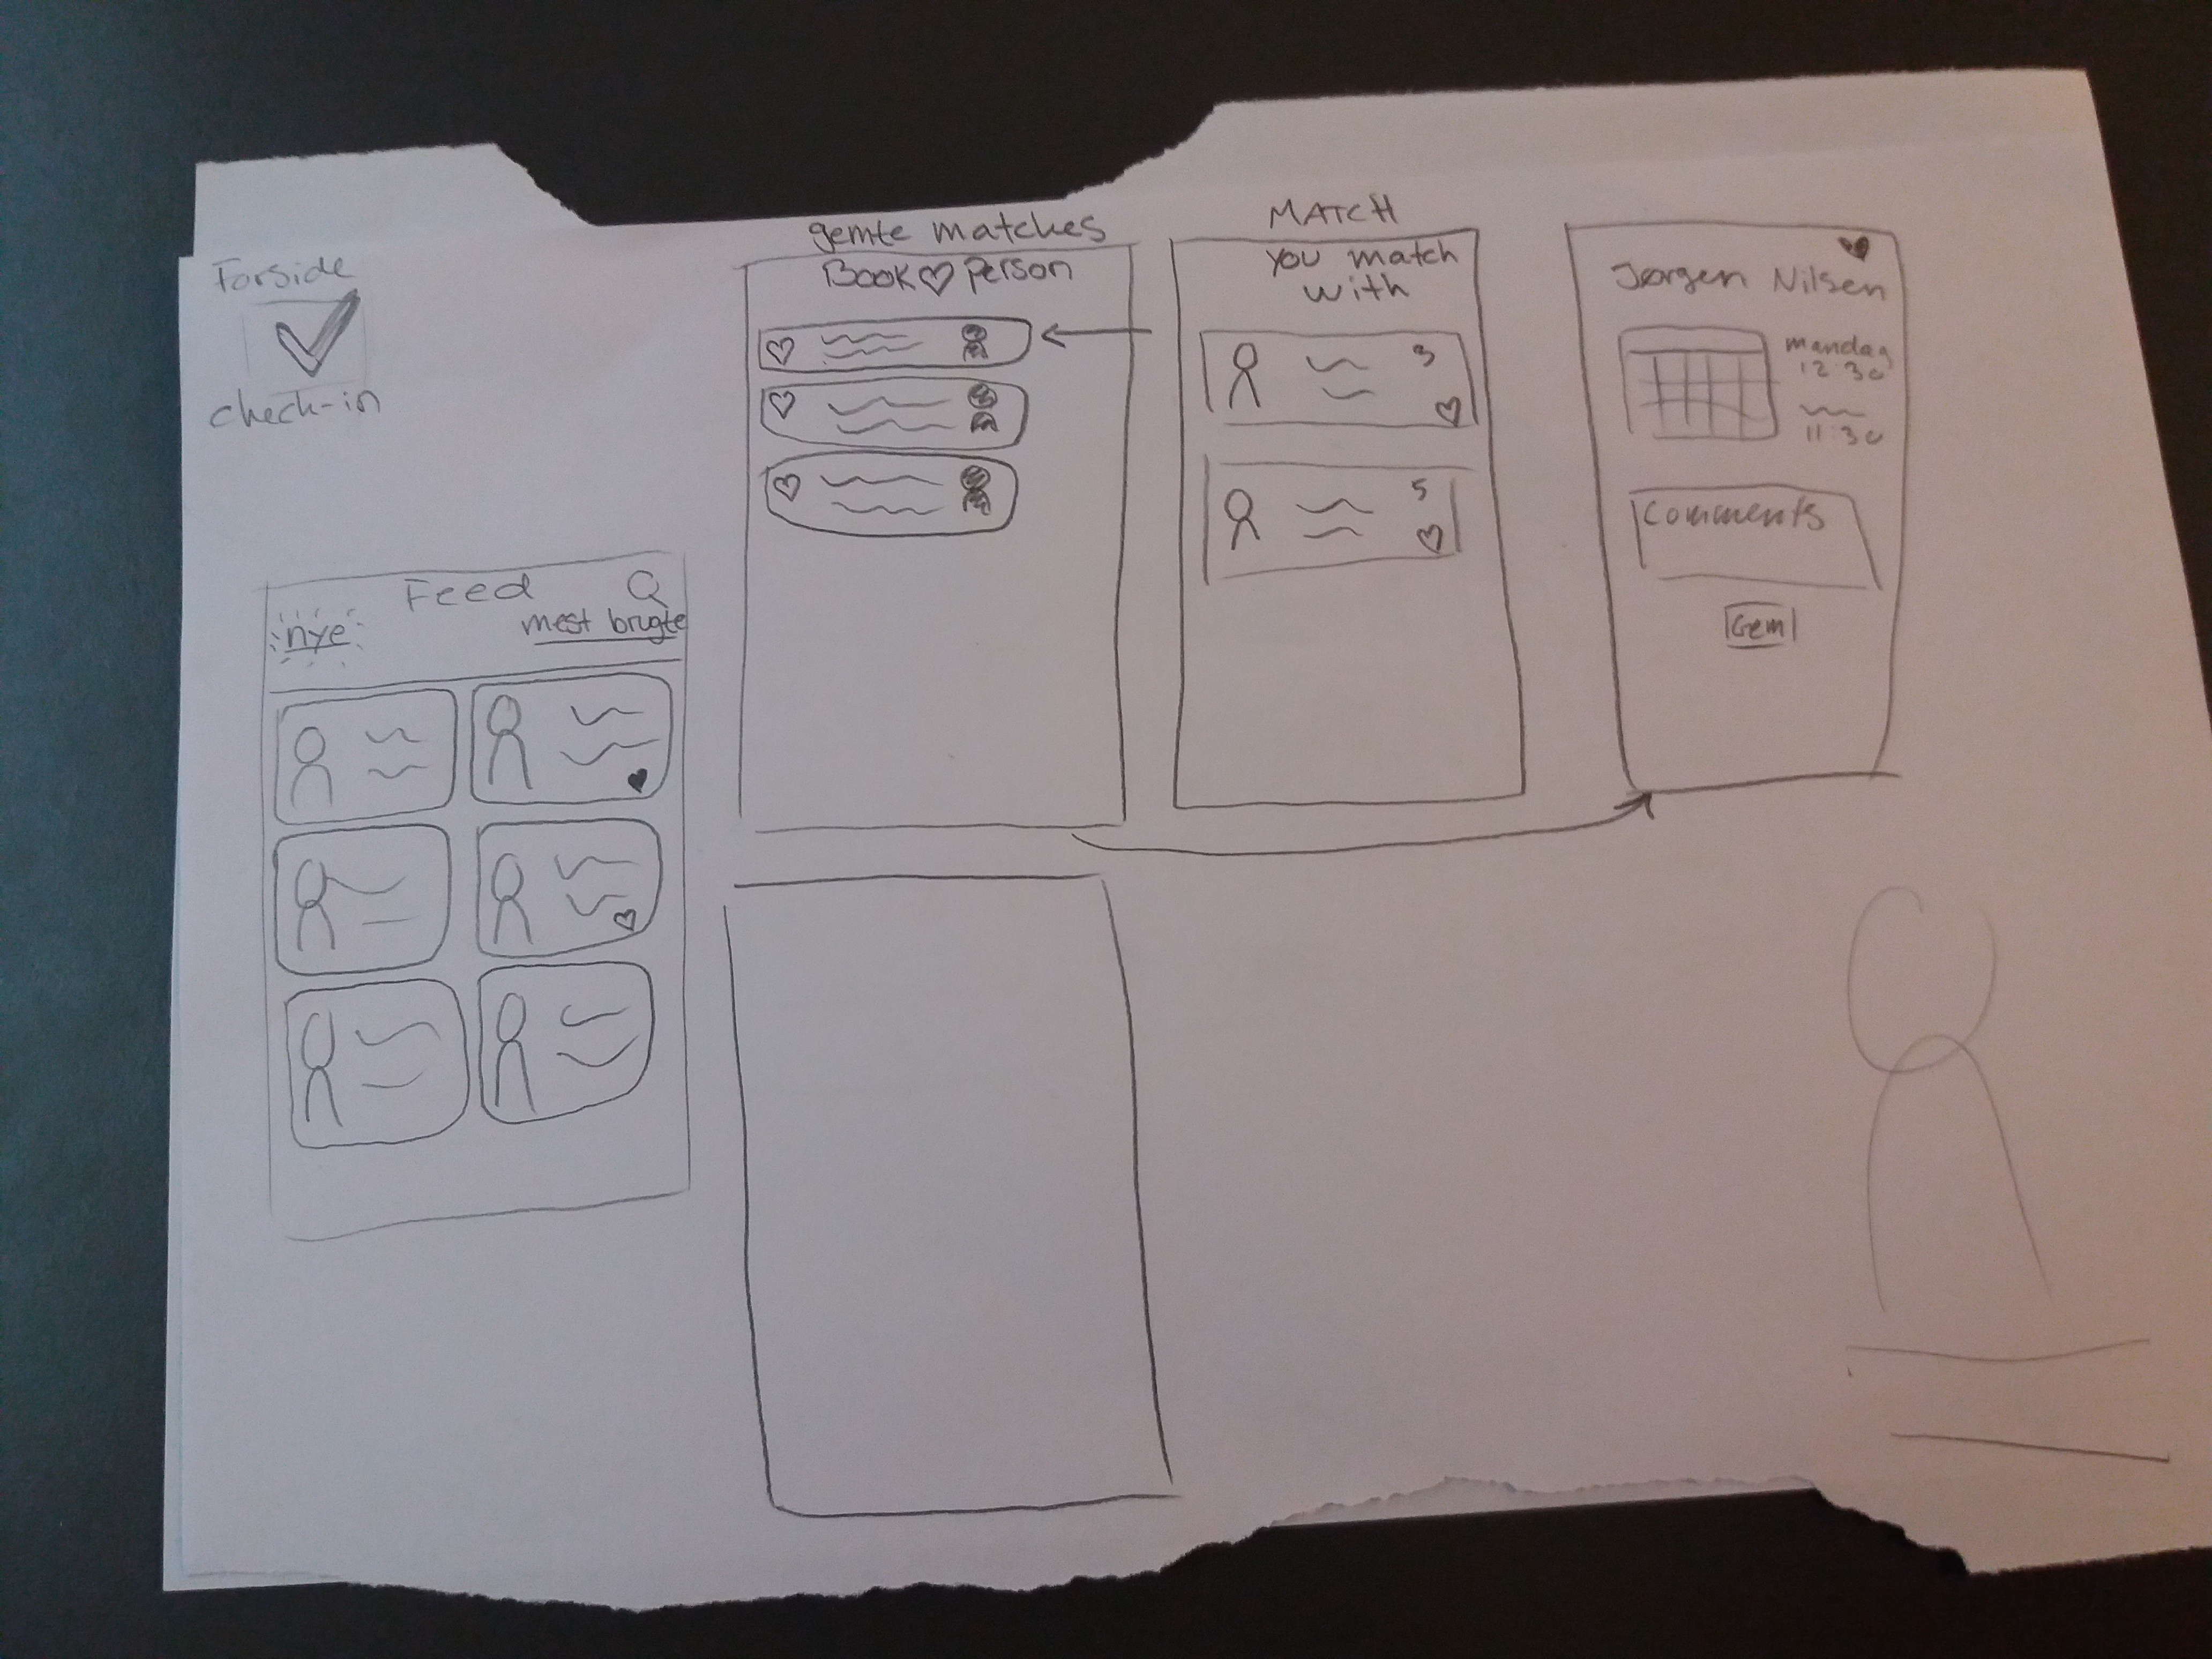 Forside
check-in
Feed
nye
mest brugte
gemte matches
Book ♡ Person
MATCH
you match
with
3
5
Jørgen Nilsen
mandag
12:30
11:30
Comments
Gem